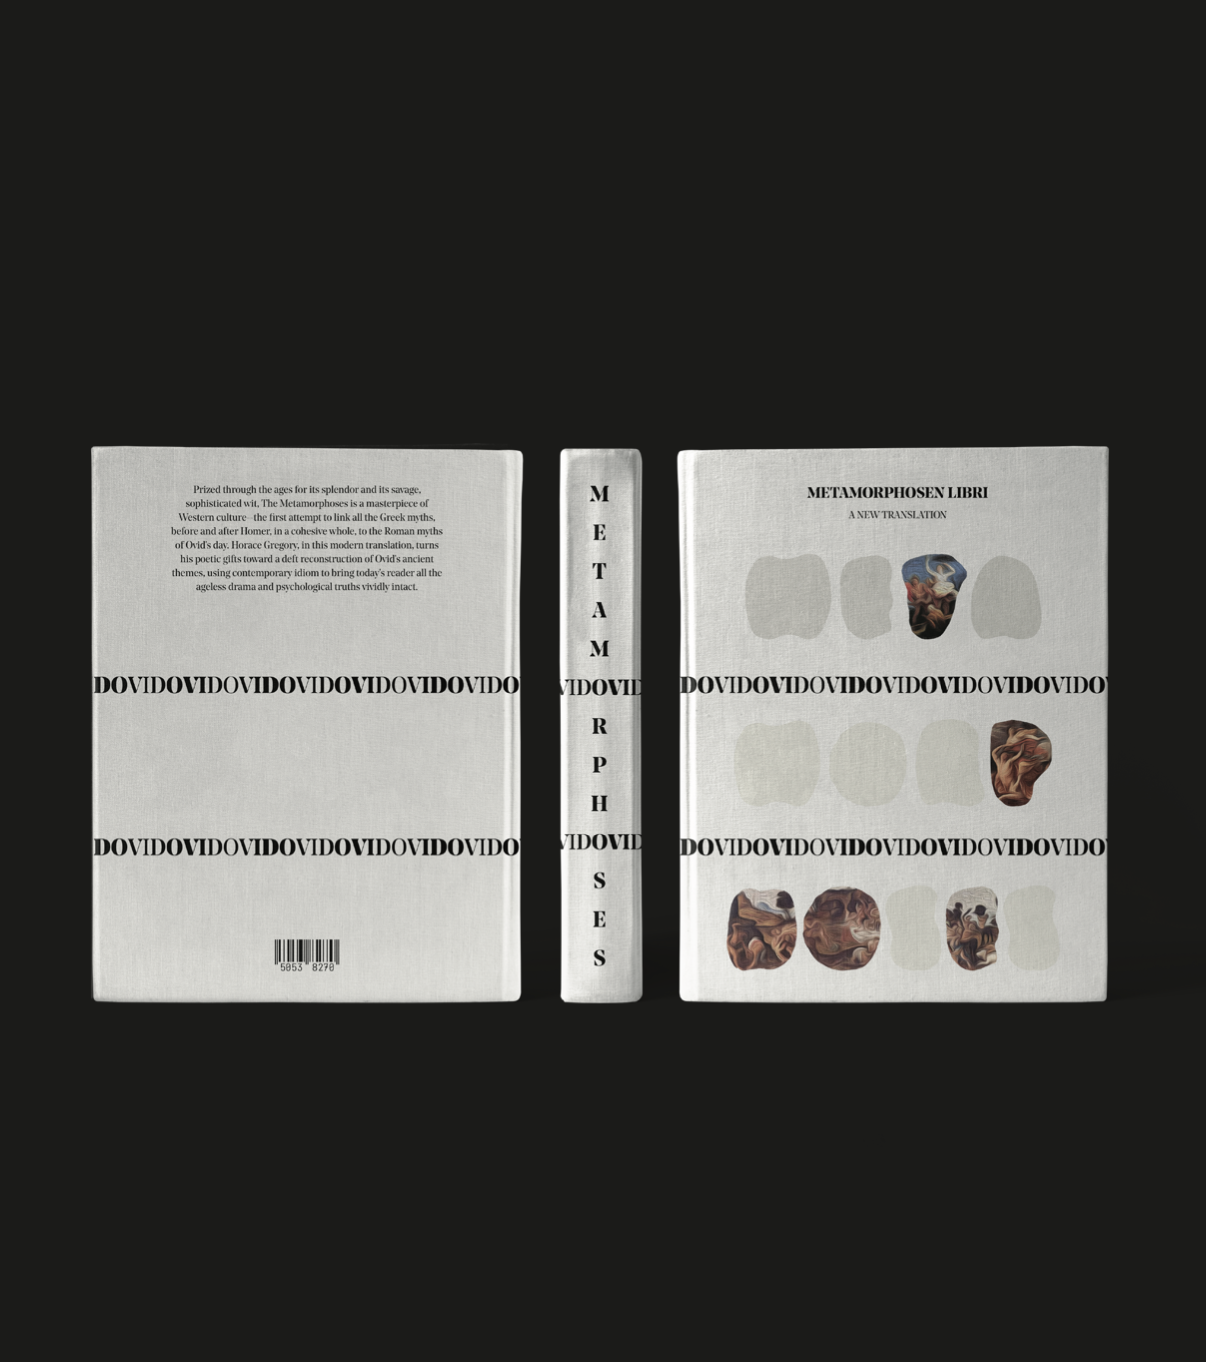 Prized through the ages for its splendor and its savage,
sophisticated wit, The Metamorphoses is a masterpiece of
Western culture—the first attempt to link all the Greek myths,
before and after Homer, in a cohesive whole, to the Roman myths
of Ovid's day. Horace Gregory, in this modern translation, turns
his poetic gifts toward a deft reconstruction of Ovid's ancient
themes, using contemporary idiom to bring today's reader all the
ageless drama and psychological truths vividly intact.
DOVIDOVIDOVIDOVIDOVIDOVIDOVIDO
DOVIDOVIDOVIDOVIDOVIDOVIDOVIDO
5053 8270
M
E
T
A
M
VIDOVID
R
P
H
VIDOVID
S
E
S
METAMORPHOSEN LIBRI
A NEW TRANSLATION
DOVIDOVIDOVIDOVIDOVIDOVIDOVIDOV
DOVIDOVIDOVIDOVIDOVIDOVIDOVIDOV